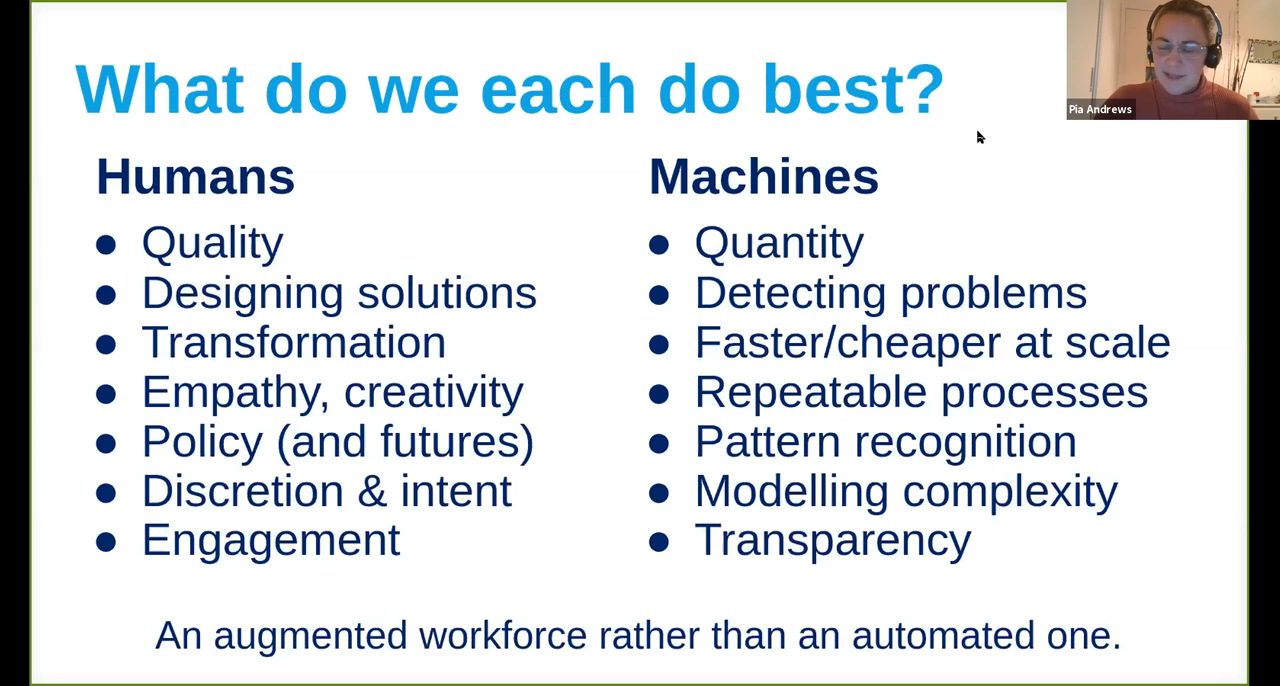 What do we each do best?
Pia Andrews
Humans
● Quality
● Designing solutions
● Transformation
● Empathy, creativity
● Policy (and futures)
● Discretion & intent
● Engagement
Machines
● Quantity
● Detecting problems
● Faster/cheaper at scale
● Repeatable processes
● Pattern recognition
● Modelling complexity
● Transparency
An augmented workforce rather than an automated one.